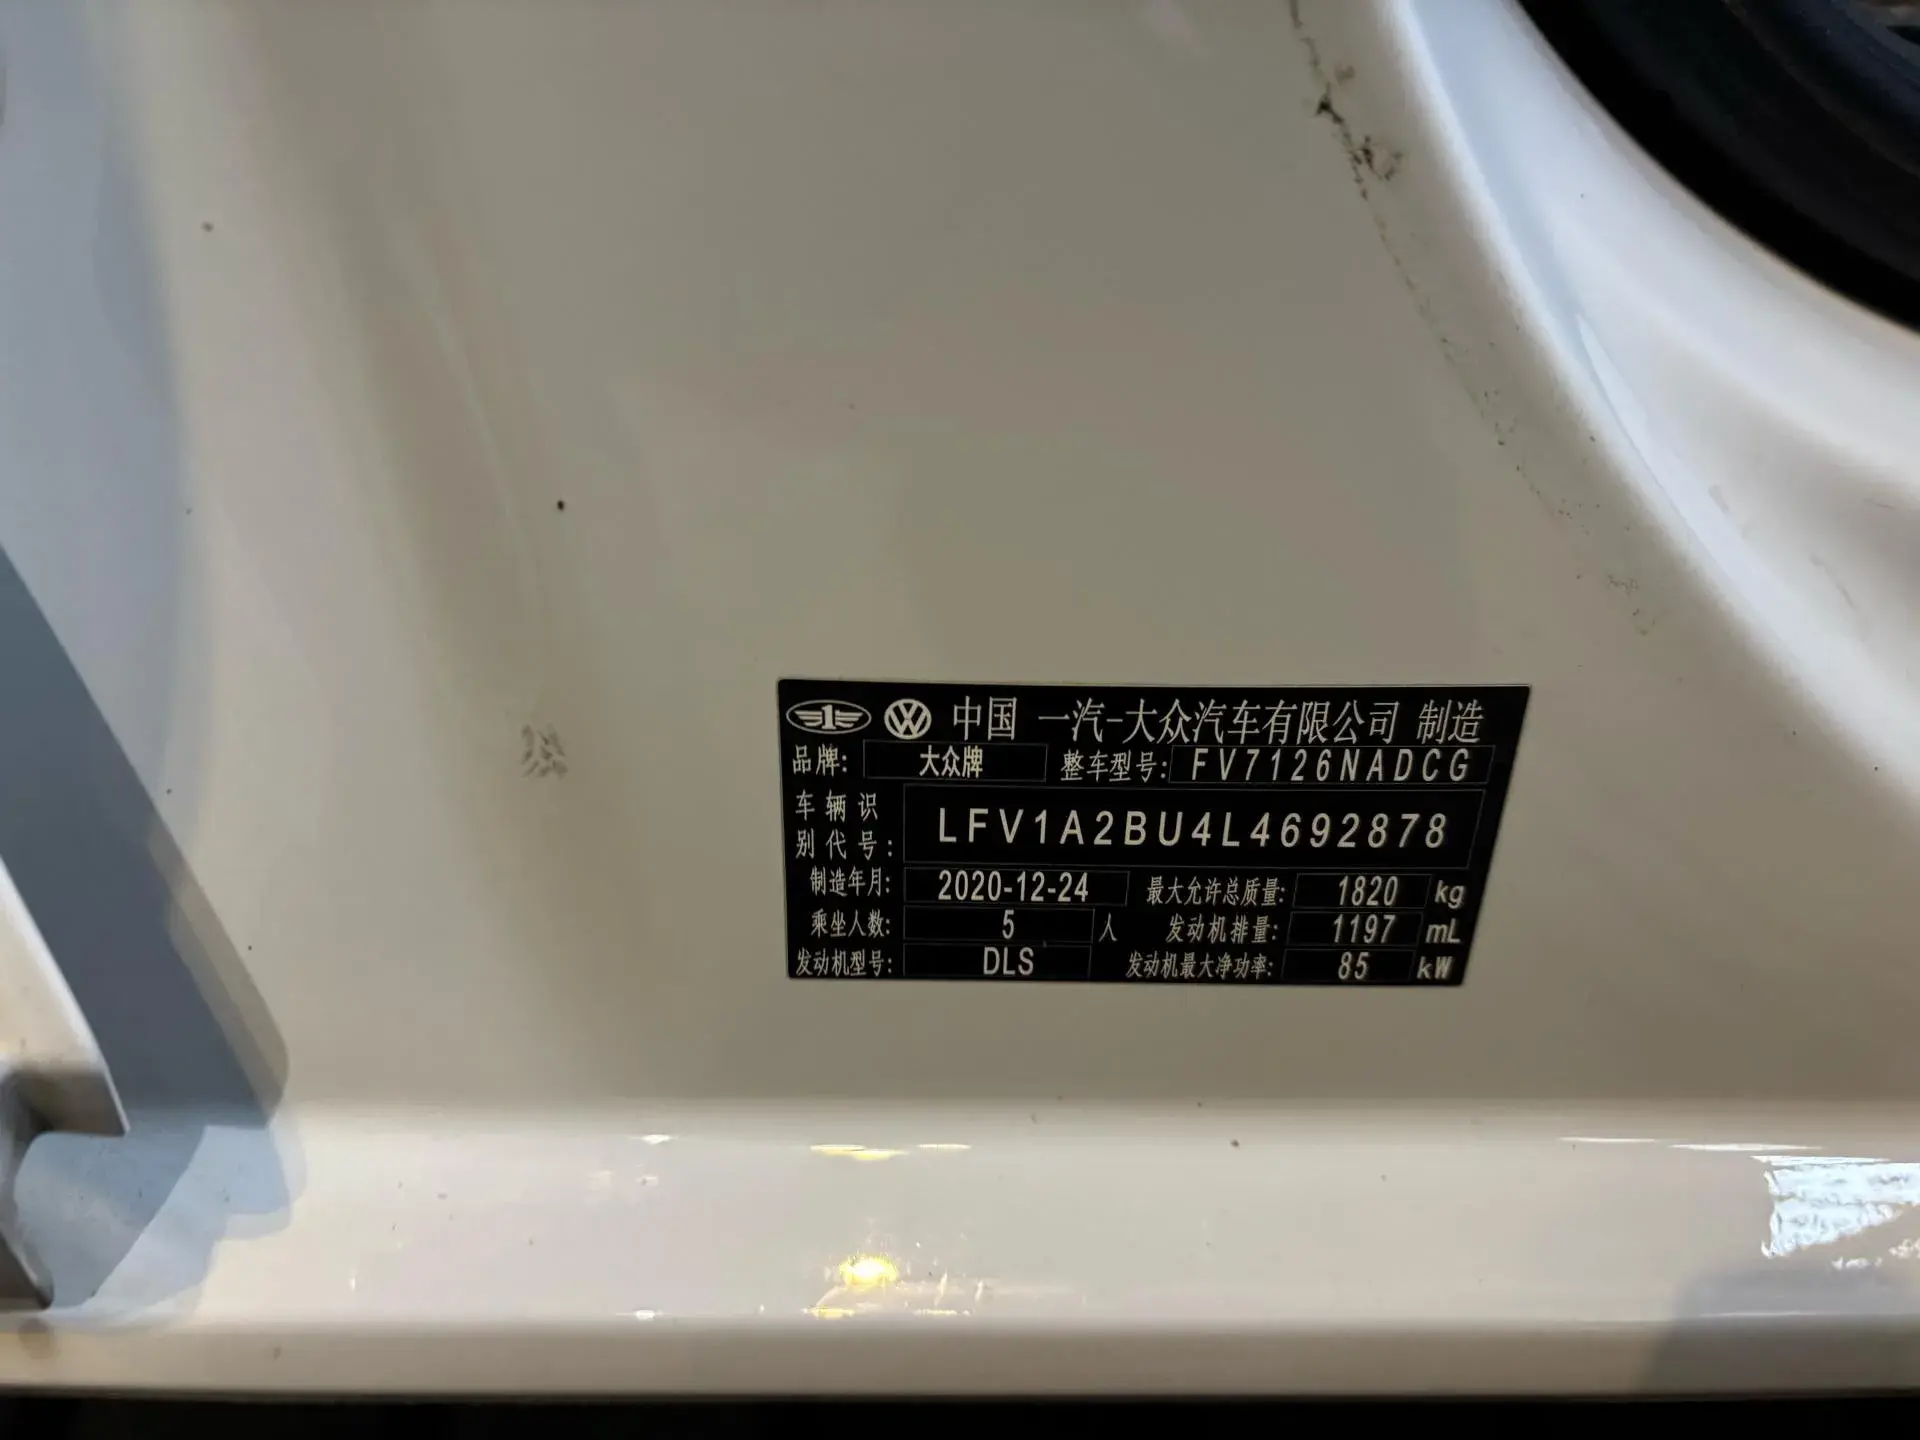 中国 一汽-大众汽车有限公司 制造
品牌: 大众牌 整车型号: FV7126NADCG
车辆识别代号: LFV1A2BU4L4692878
制造年月: 2020-12-24 最大允许总质量: 1820 kg
乘坐人数: 5 人 发动机排量: 1197 mL
发动机型号: DLS 发动机最大净功率: 85 kW